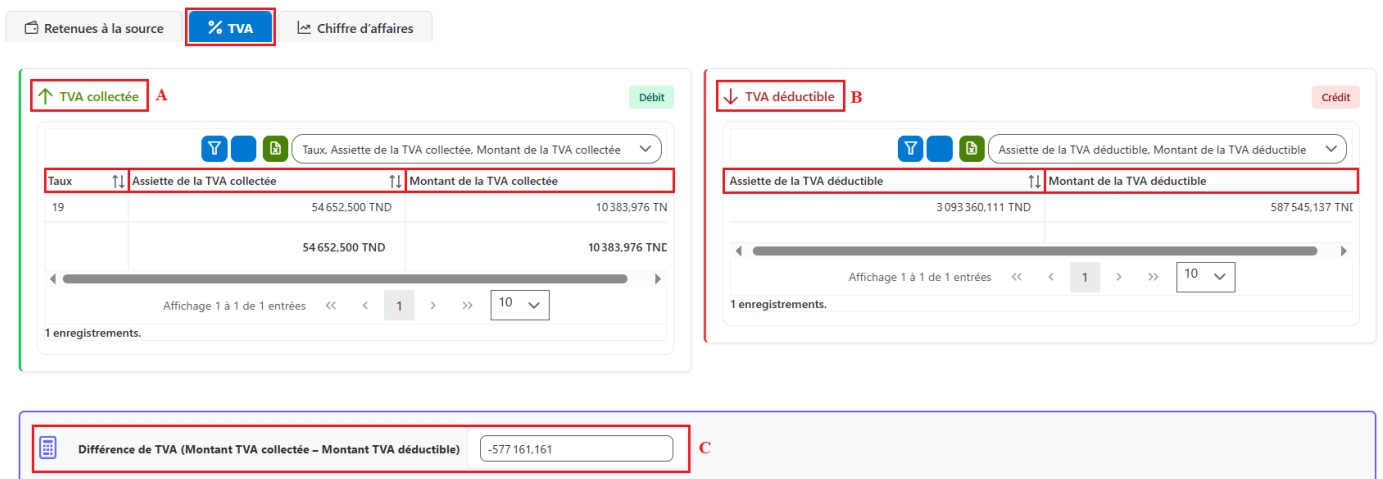 Retenues à la source
% TVA
Chiffre d'affaires
TVA collectée
A
Débit
Taux, Assiette de la TVA collectée, Montant de la TVA collectée
Taux Assiette de la TVA collectée Montant de la TVA collectée
19 54 652,500 TND 10 383,976 TN
54 652,500 TND 10 383,976 TND
Affichage 1 à 1 de 1 entrées << < 1 > >> 10
1 enregistrements.
TVA déductible
B
Crédit
Assiette de la TVA déductible, Montant de la TVA déductible
Assiette de la TVA déductible Montant de la TVA déductible
3 093 360,111 TND 587 545,137 TND
Affichage 1 à 1 de 1 entrées << < 1 > >> 10
1 enregistrements.
Différence de TVA (Montant TVA collectée – Montant TVA déductible) -577 161,161
C